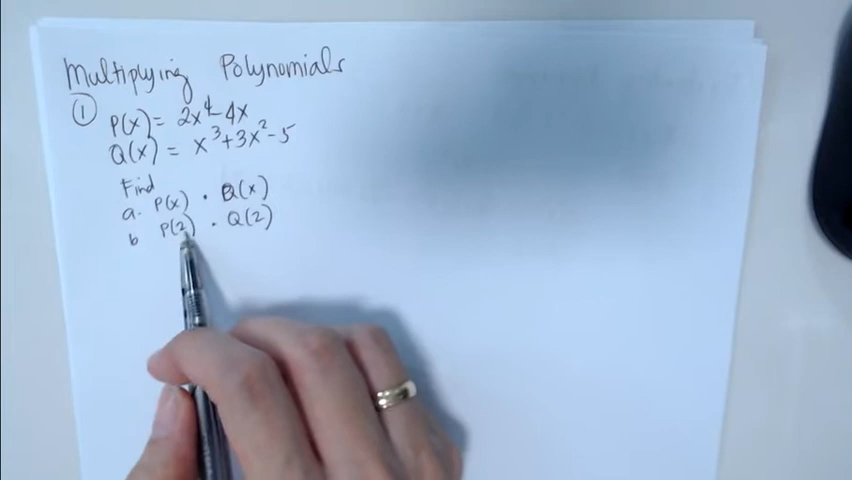 Multiplying Polynomials
① P(x) = 2x⁴ - 4x
Q(x) = x³ + 3x² - 5
Find
a. P(x) · Q(x)
b P(2) · Q(2)